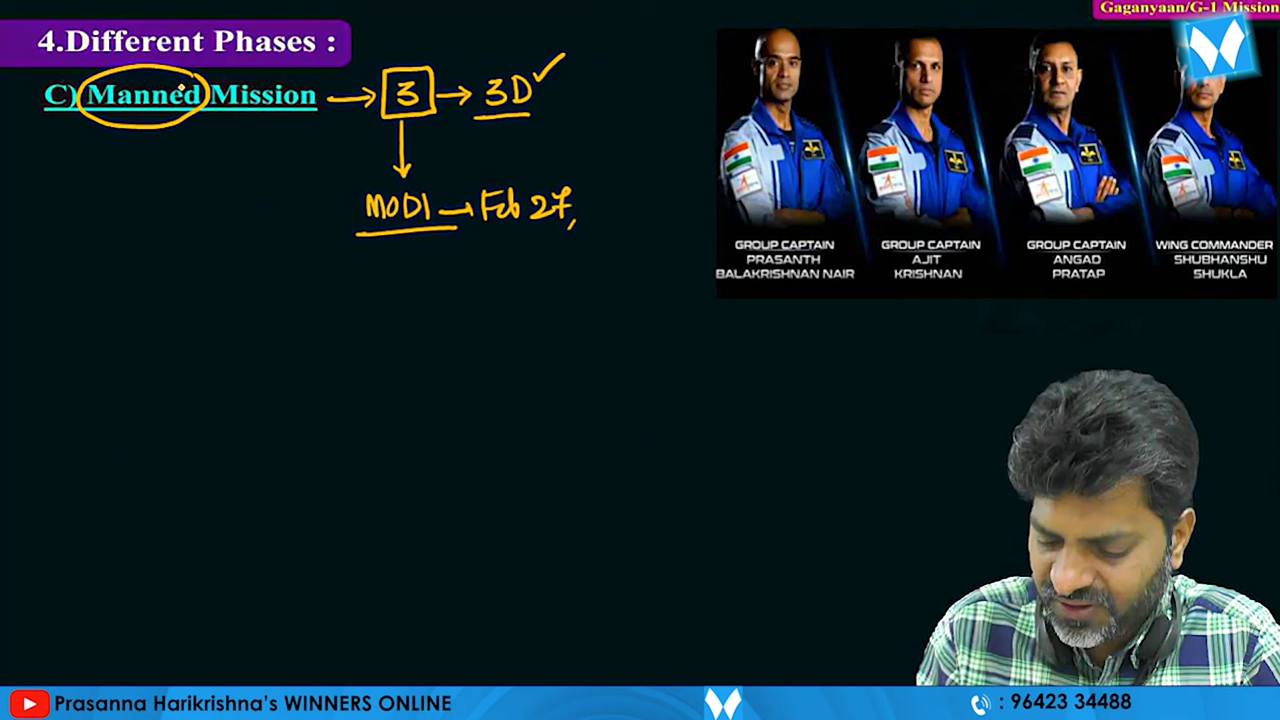 Gaganyaan/G-1 Mission
4.Different Phases :
C) Manned Mission → 3 → 3D ✓
MODI → Feb 27,
GROUP CAPTAIN
PRASANTH
BALAKRISHNAN NAIR
GROUP CAPTAIN
AJIT
KRISHNAN
GROUP CAPTAIN
ANGAD
PRATAP
WING COMMANDER
SHUBHANSHU
SHUKLA
Prasanna Harikrishna's WINNERS ONLINE
: 96423 34488